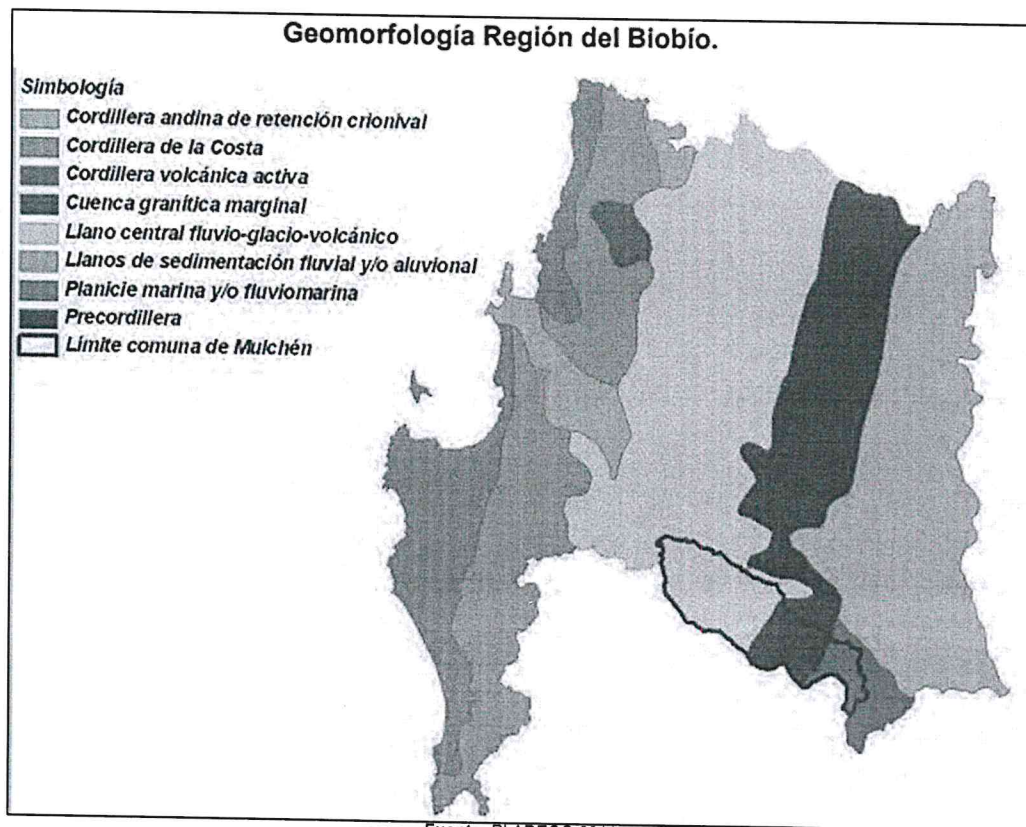 Geomorfología Región del Biobío.
Simbología
Cordillera andina de retención crionival
Cordillera de la Costa
Cordillera volcánica activa
Cuenca granítica marginal
Llano central fluvio-glacio-volcánico
Llanos de sedimentación fluvial y/o aluvional
Planicie marina y/o fluviomarina
Precordillera
Límite comuna de Mulchén